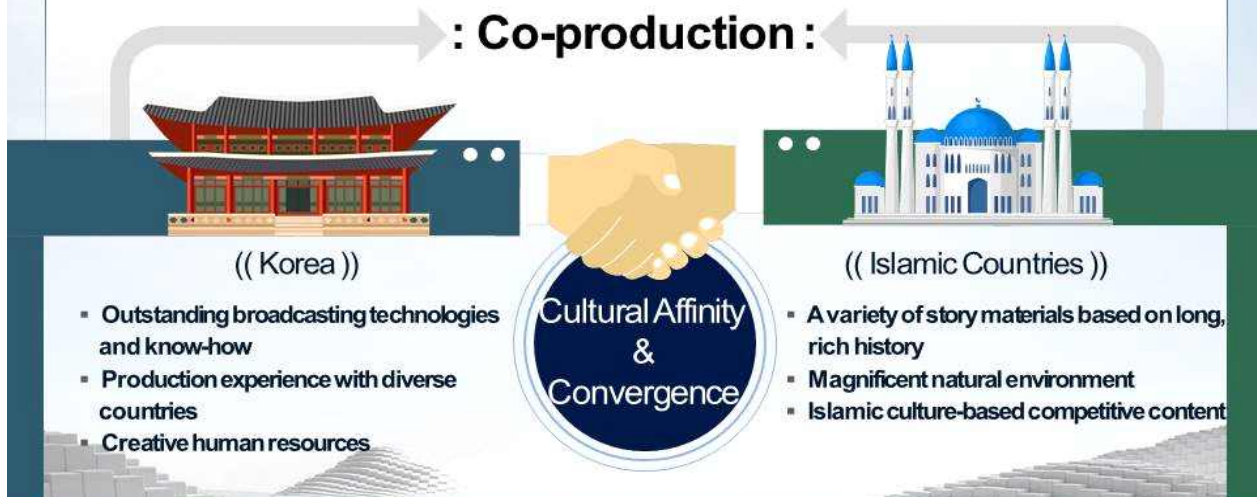 : Co-production :
(( Korea ))
▪ Outstanding broadcasting technologies
and know-how
▪ Production experience with diverse
countries
▪ Creative human resources
Cultural Affinity
&
Convergence
(( Islamic Countries ))
▪ A variety of story materials based on long,
rich history
▪ Magnificent natural environment
▪ Islamic culture-based competitive content